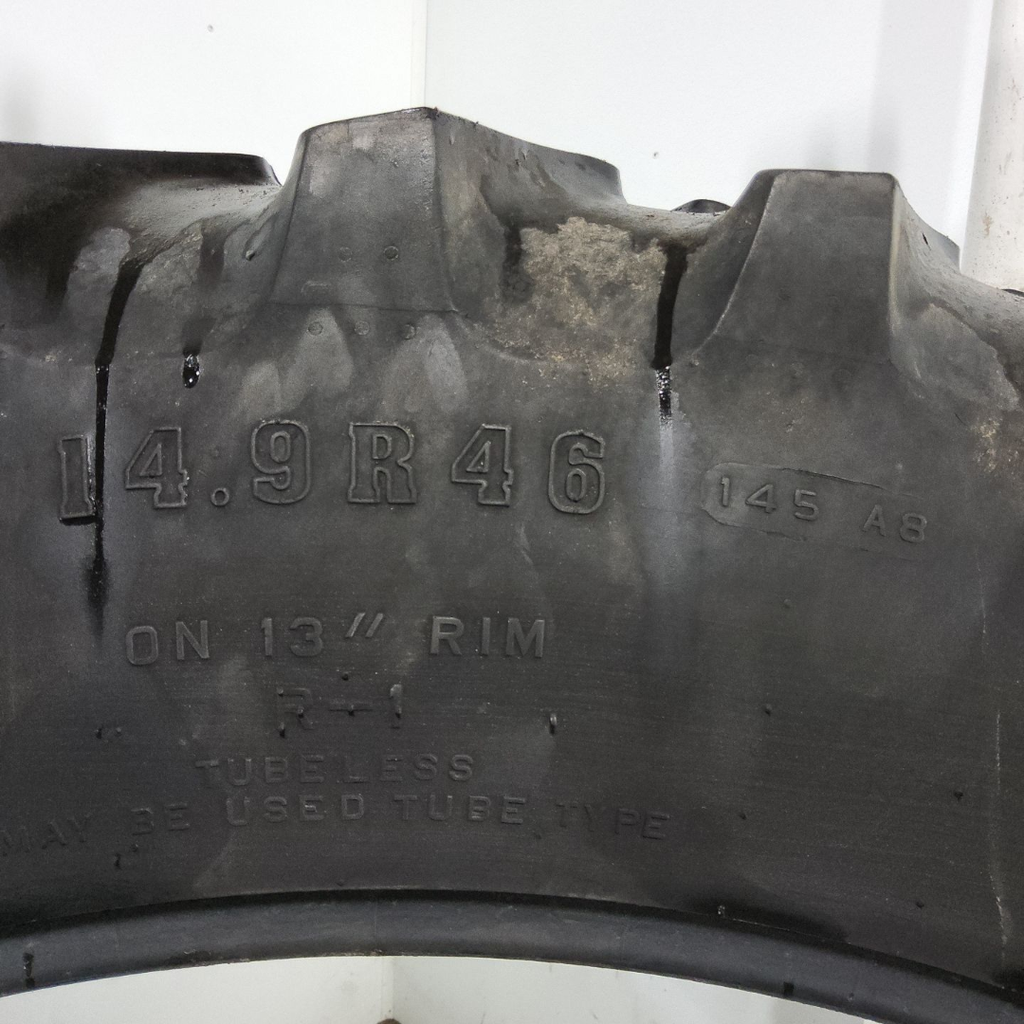 14.9R46 145 A8
ON 13" RIM
R-1
TUBELESS
MAY BE USED TUBE TYPE